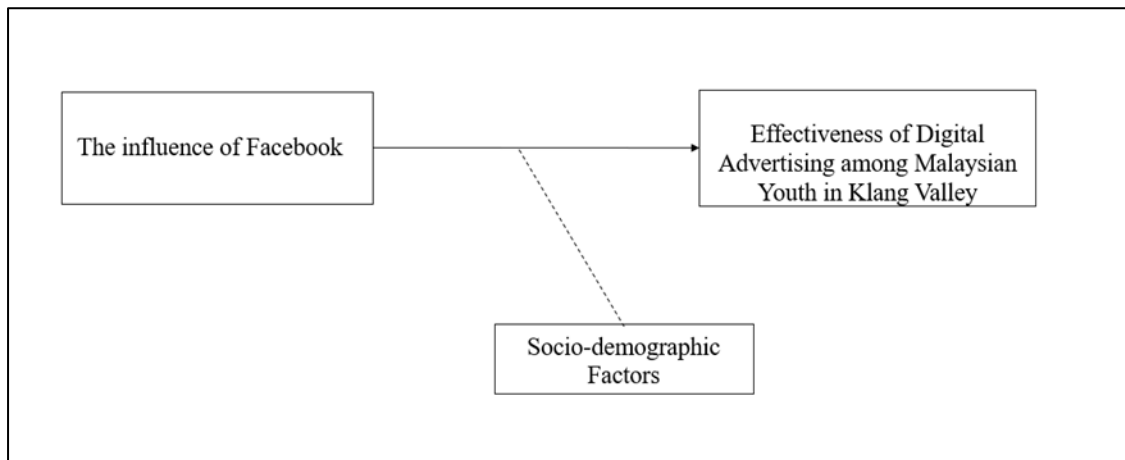 The influence of Facebook
Effectiveness of Digital
Advertising among Malaysian
Youth in Klang Valley
Socio-demographic
Factors